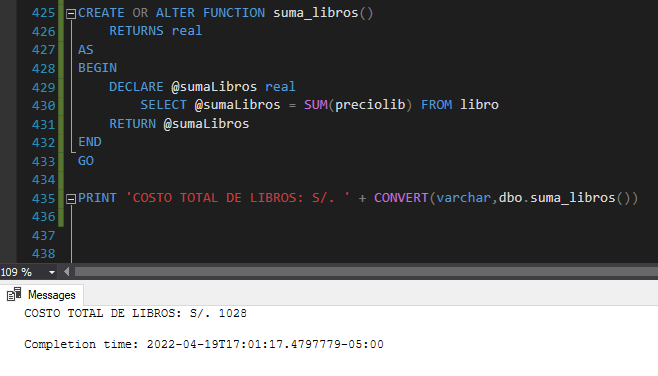 425 CREATE OR ALTER FUNCTION suma_libros()
426 RETURNS real
427 AS
428 BEGIN
429 DECLARE @sumaLibros real
430 SELECT @sumaLibros = SUM(preciolib) FROM libro
431 RETURN @sumaLibros
432 END
433 GO
434
435 PRINT 'COSTO TOTAL DE LIBROS: S/. ' + CONVERT(varchar,dbo.suma_libros())
436
437
438
109 %
Messages
COSTO TOTAL DE LIBROS: S/. 1028
Completion time: 2022-04-19T17:01:17.4797779-05:00